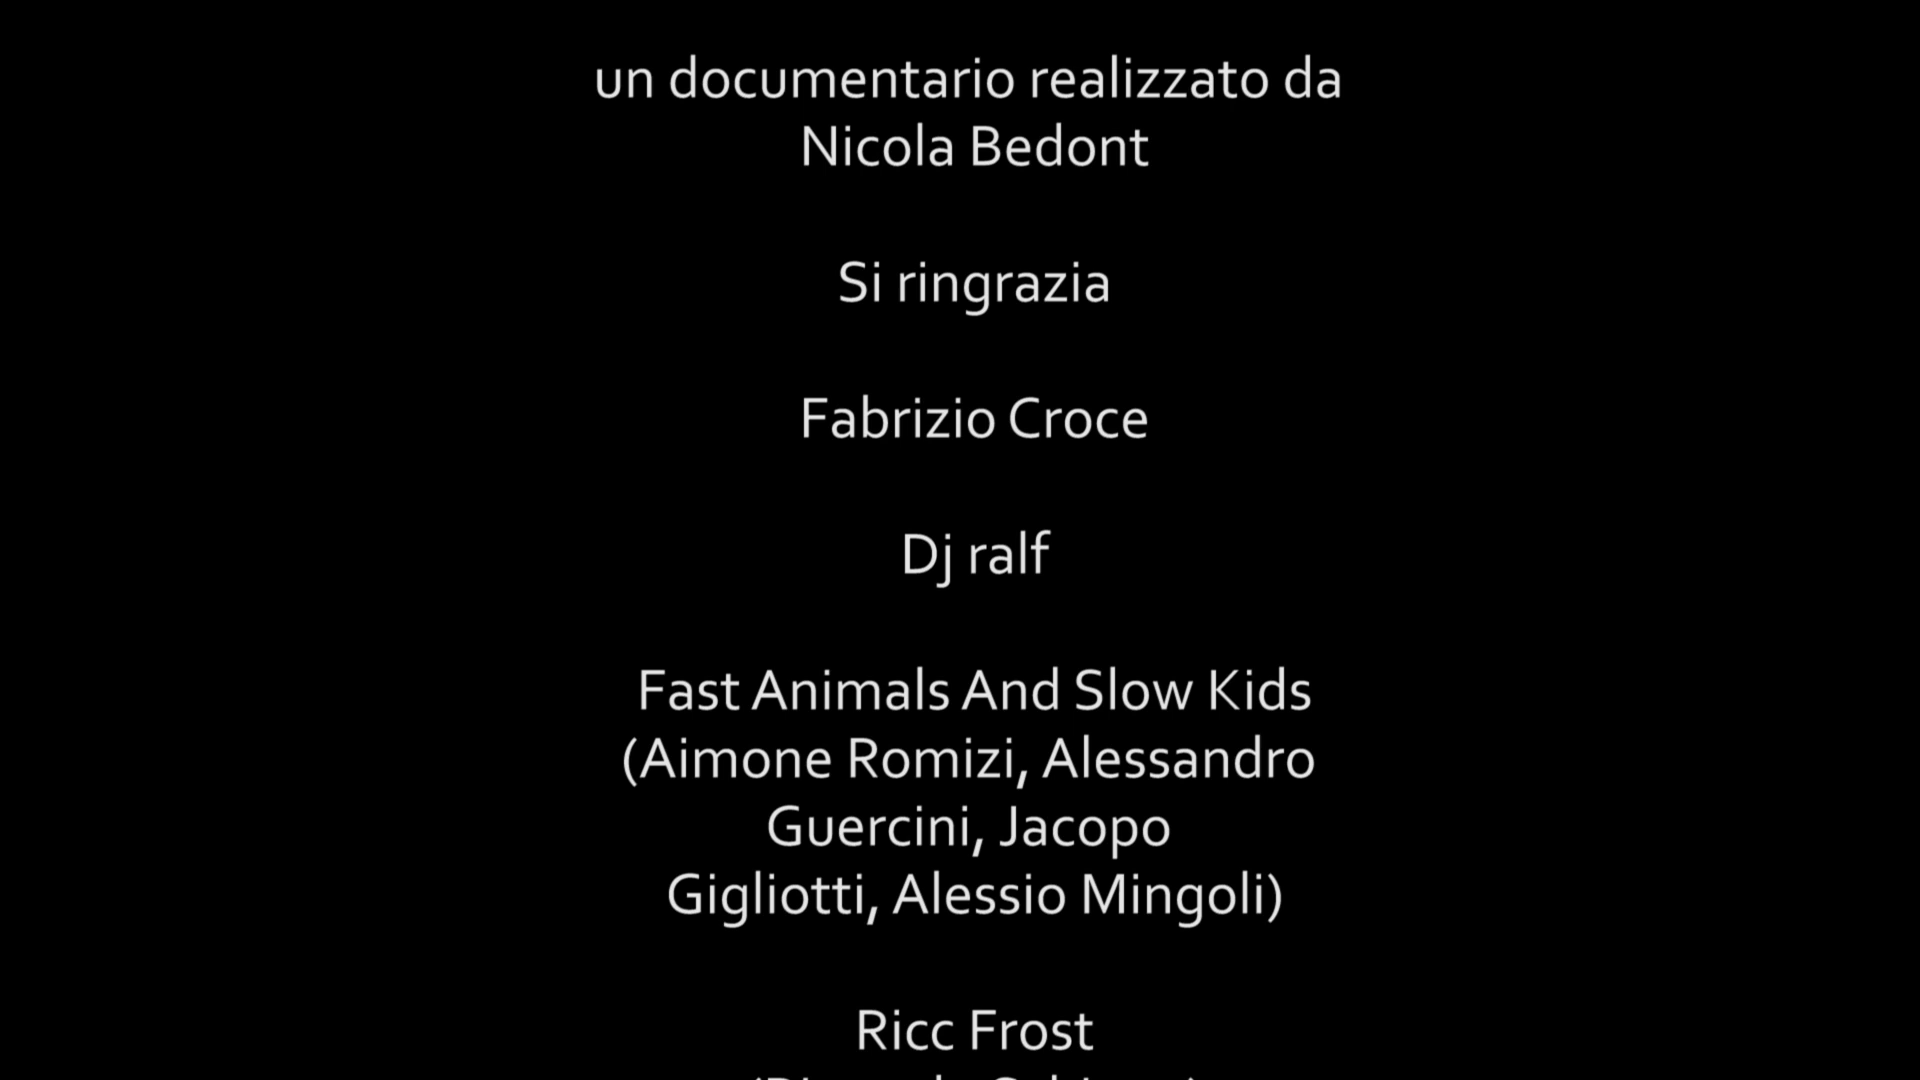 un documentario realizzato da
Nicola Bedont
Si ringrazia
Fabrizio Croce
Dj ralf
Fast Animals And Slow Kids
(Aimone Romizi, Alessandro
Guercini, Jacopo
Gigliotti, Alessio Mingoli)
Ricc Frost